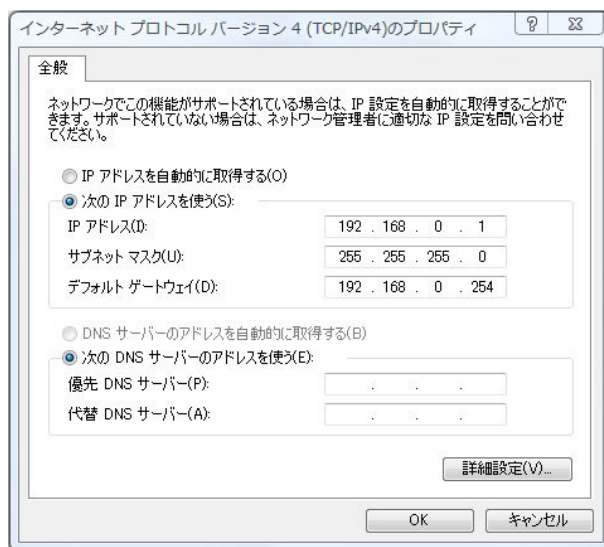 インターネット プロトコル バージョン 4 (TCP/IPv4)のプロパティ
?
全般
ネットワークでこの機能がサポートされている場合は、IP 設定を自動的に取得することがで
きます。サポートされていない場合は、ネットワーク管理者に適切な IP 設定を問い合わせ
てください。
IP アドレスを自動的に取得する(O)
次の IP アドレスを使う(S):
IP アドレス(I): 192 . 168 . 0 . 1
サブネット マスク(U): 255 . 255 . 255 . 0
デフォルト ゲートウェイ(D): 192 . 168 . 0 . 254
DNS サーバーのアドレスを自動的に取得する(B)
次の DNS サーバーのアドレスを使う(E):
優先 DNS サーバー(P): . . .
代替 DNS サーバー(A): . . .
詳細設定(V)...
OK キャンセル